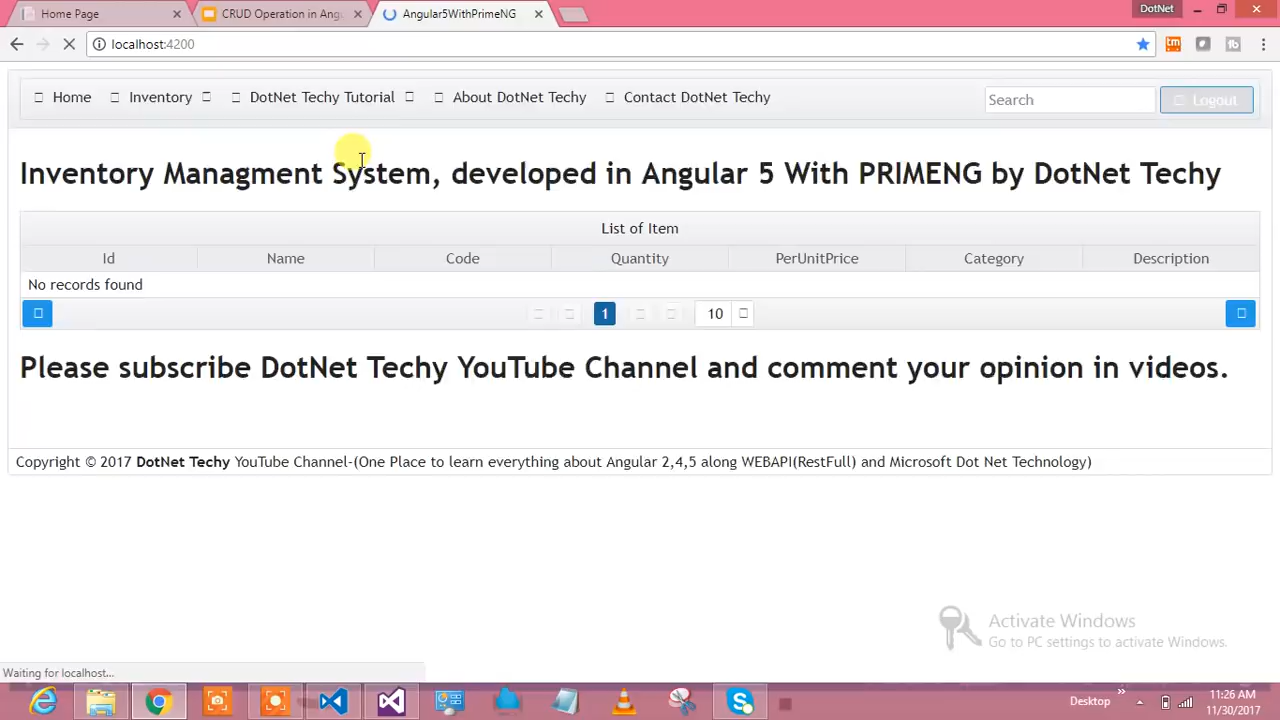 Home Page
CRUD Operation in Ang
Angular5WithPrimeNG
DotNet
localhost:4200
Home
Inventory
DotNet Techy Tutorial
About DotNet Techy
Contact DotNet Techy
Search
Logout
Inventory Managment System, developed in Angular 5 With PRIMENG by DotNet Techy
List of Item
Id
Name
Code
Quantity
PerUnitPrice
Category
Description
No records found
1
10
Please subscribe DotNet Techy YouTube Channel and comment your opinion in videos.
Copyright © 2017 DotNet Techy YouTube Channel-(One Place to learn everything about Angular 2,4,5 along WEBAPI(RestFull) and Microsoft Dot Net Technology)
Activate Windows
Go to PC settings to activate Windows.
Waiting for localhost...
Desktop
11:26 AM
11/30/2017